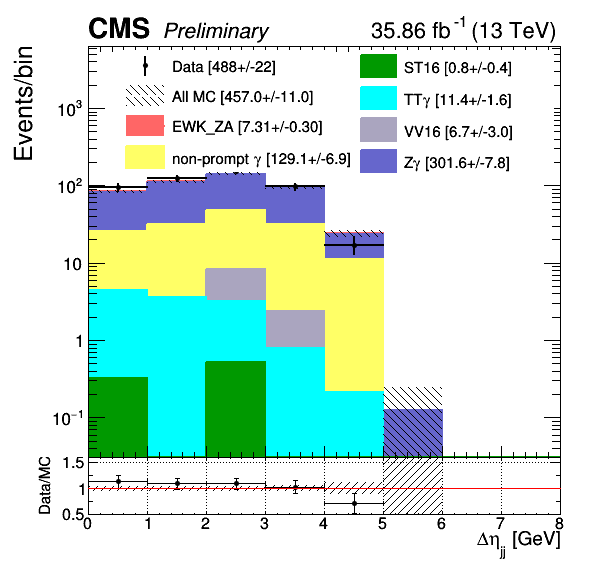 CMS Preliminary 35.86 fb⁻¹ (13 TeV)
Events/bin
Data [488+/-22]
All MC [457.0+/-11.0]
EWK_ZA [7.31+/-0.30]
non-prompt γ [129.1+/-6.9]
ST16 [0.8+/-0.4]
TTγ [11.4+/-1.6]
VV16 [6.7+/-3.0]
Zγ [301.6+/-7.8]
10³
10²
10
1
10⁻¹
Data/MC
1.5
1
0.5
0 1 2 3 4 5 6 7 8
Δη_jj [GeV]